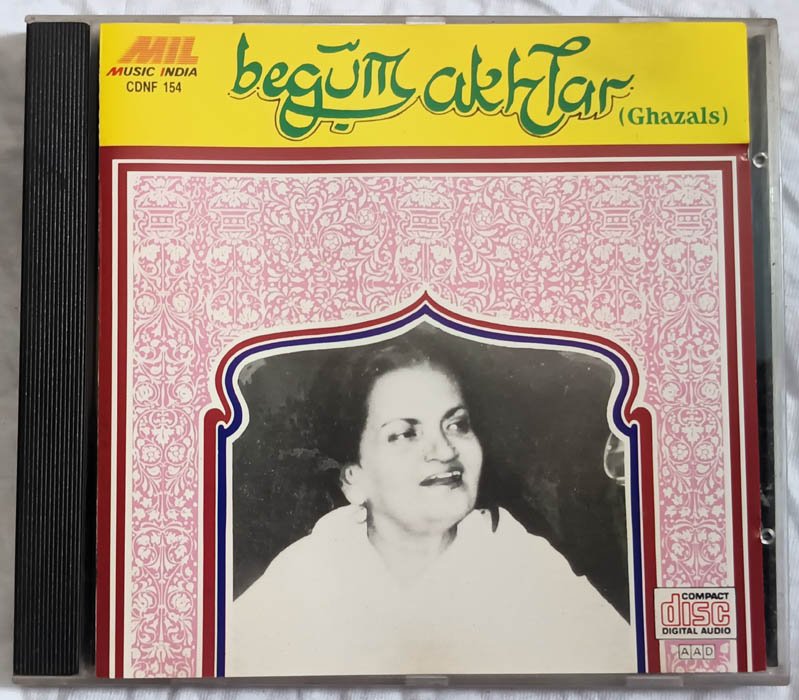 MIL
MUSIC INDIA
CDNF 154
begum akhtar
(Ghazals)
COMPACT
disc
DIGITAL AUDIO
AAD